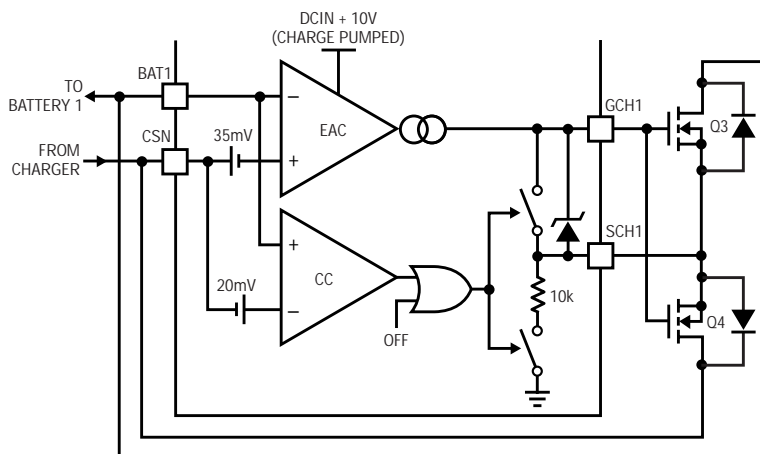 DCIN + 10V
(CHARGE PUMPED)
BAT1
TO
BATTERY 1
−
EAC
GCH1
Q3
CSN
35mV
FROM
CHARGER
+
SCH1
+
CC
20mV
−
10k
Q4
OFF